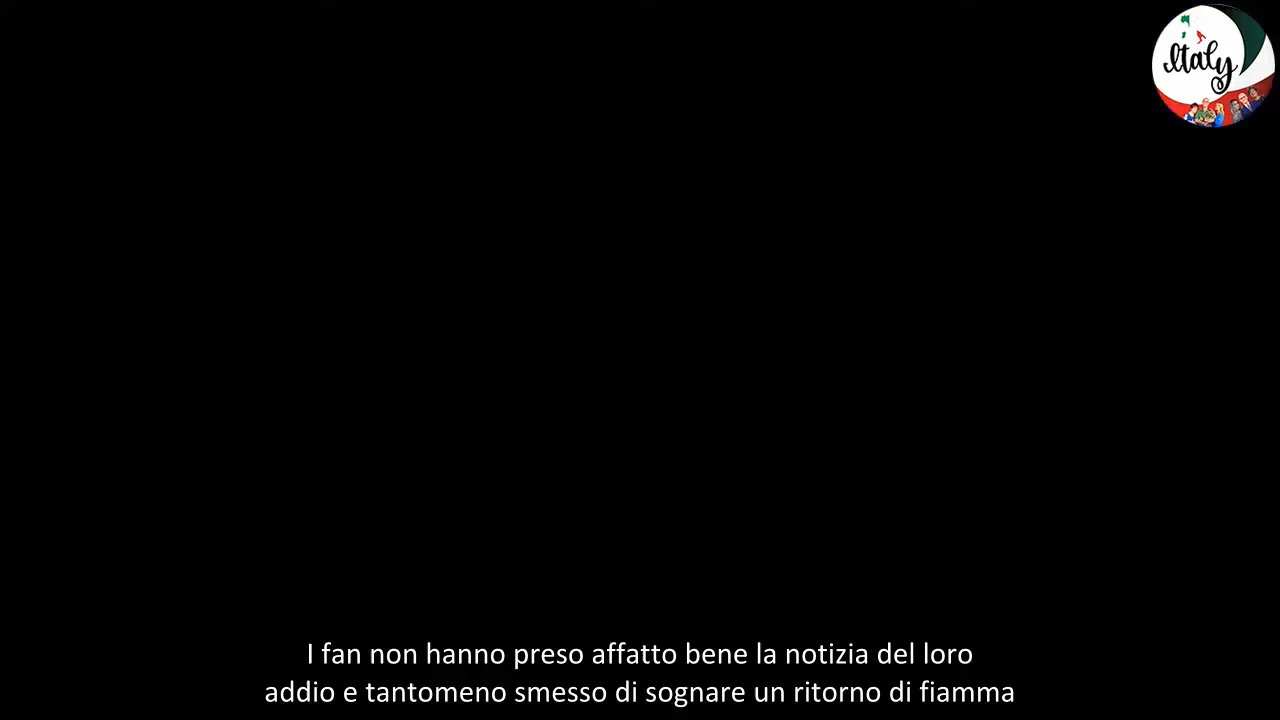 Italy
I fan non hanno preso affatto bene la notizia del loro
addio e tantomeno smesso di sognare un ritorno di fiamma